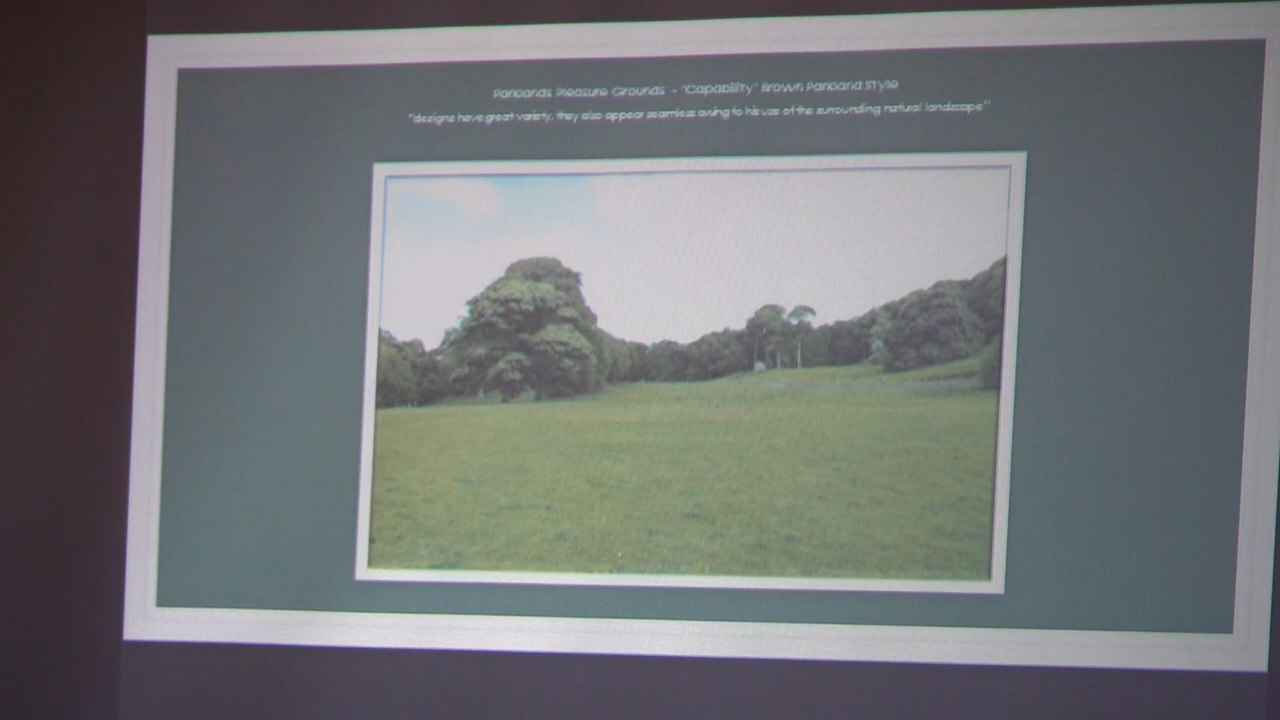 Parklands Pleasure Grounds - "Capability" Brown Parkland Style
"designs have great variety, they also appear seamless owing to his use of the surrounding natural landscape"